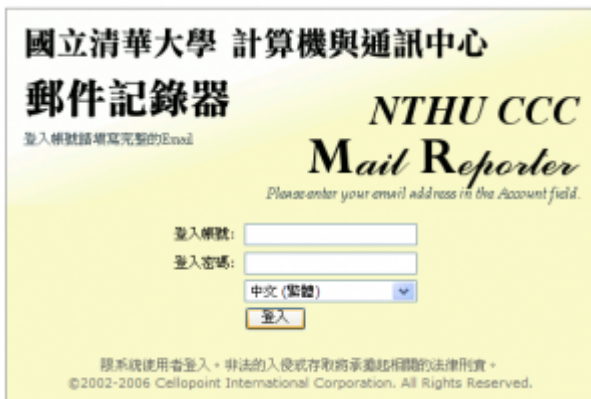 國立清華大學 計算機與通訊中心
郵件記錄器
NTHU CCC
登入帳號請填寫完整的Email
Mail Reporter
Please enter your email address in the Account field.
登入帳號:
登入密碼:
中文 (繁體)
登入
限系統使用者登入。非法的入侵或存取將承擔起相關的法律刑責。
©2002-2006 Cellopoint International Corporation. All Rights Reserved.